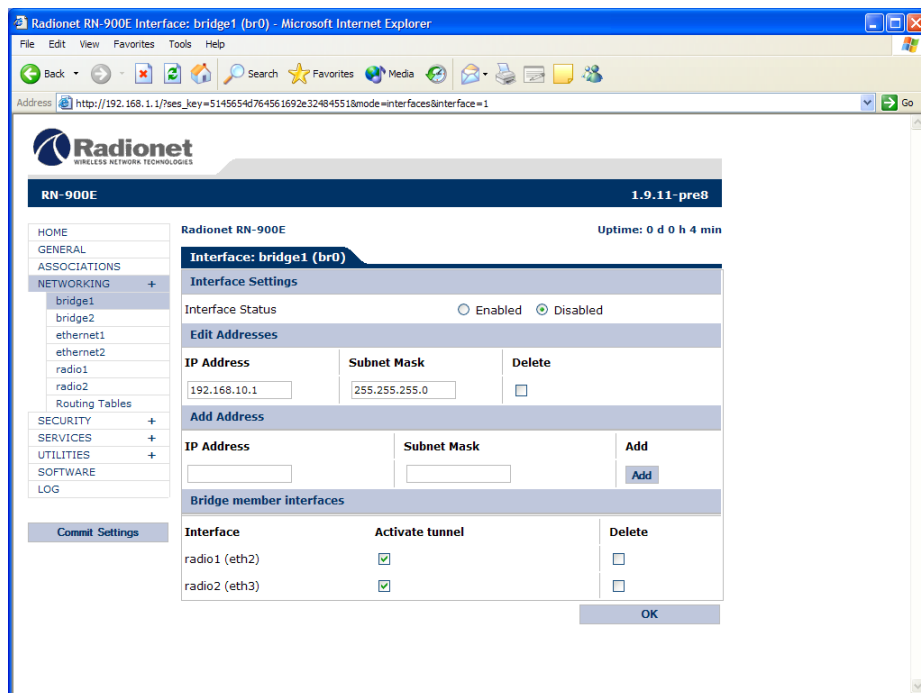 Radionet RN-900E Interface: bridge1 (br0) - Microsoft Internet Explorer
File Edit View Favorites Tools Help
Back Search Favorites Media
Address http://192.168.1.1/?ses_key=5145654d764561692e32484551&mode=interfaces&interface=1 Go
Radionet
WIRELESS NETWORK TECHNOLOGIES
RN-900E 1.9.11-pre8
HOME
GENERAL
ASSOCIATIONS
NETWORKING +
bridge1
bridge2
ethernet1
ethernet2
radio1
radio2
Routing Tables
SECURITY +
SERVICES +
UTILITIES +
SOFTWARE
LOG
Commit Settings
Radionet RN-900E Uptime: 0 d 0 h 4 min
Interface: bridge1 (br0)
Interface Settings
Interface Status Enabled Disabled
Edit Addresses
IP Address Subnet Mask Delete
192.168.10.1 255.255.255.0
Add Address
IP Address Subnet Mask Add
Add
Bridge member interfaces
Interface Activate tunnel Delete
radio1 (eth2)
radio2 (eth3)
OK